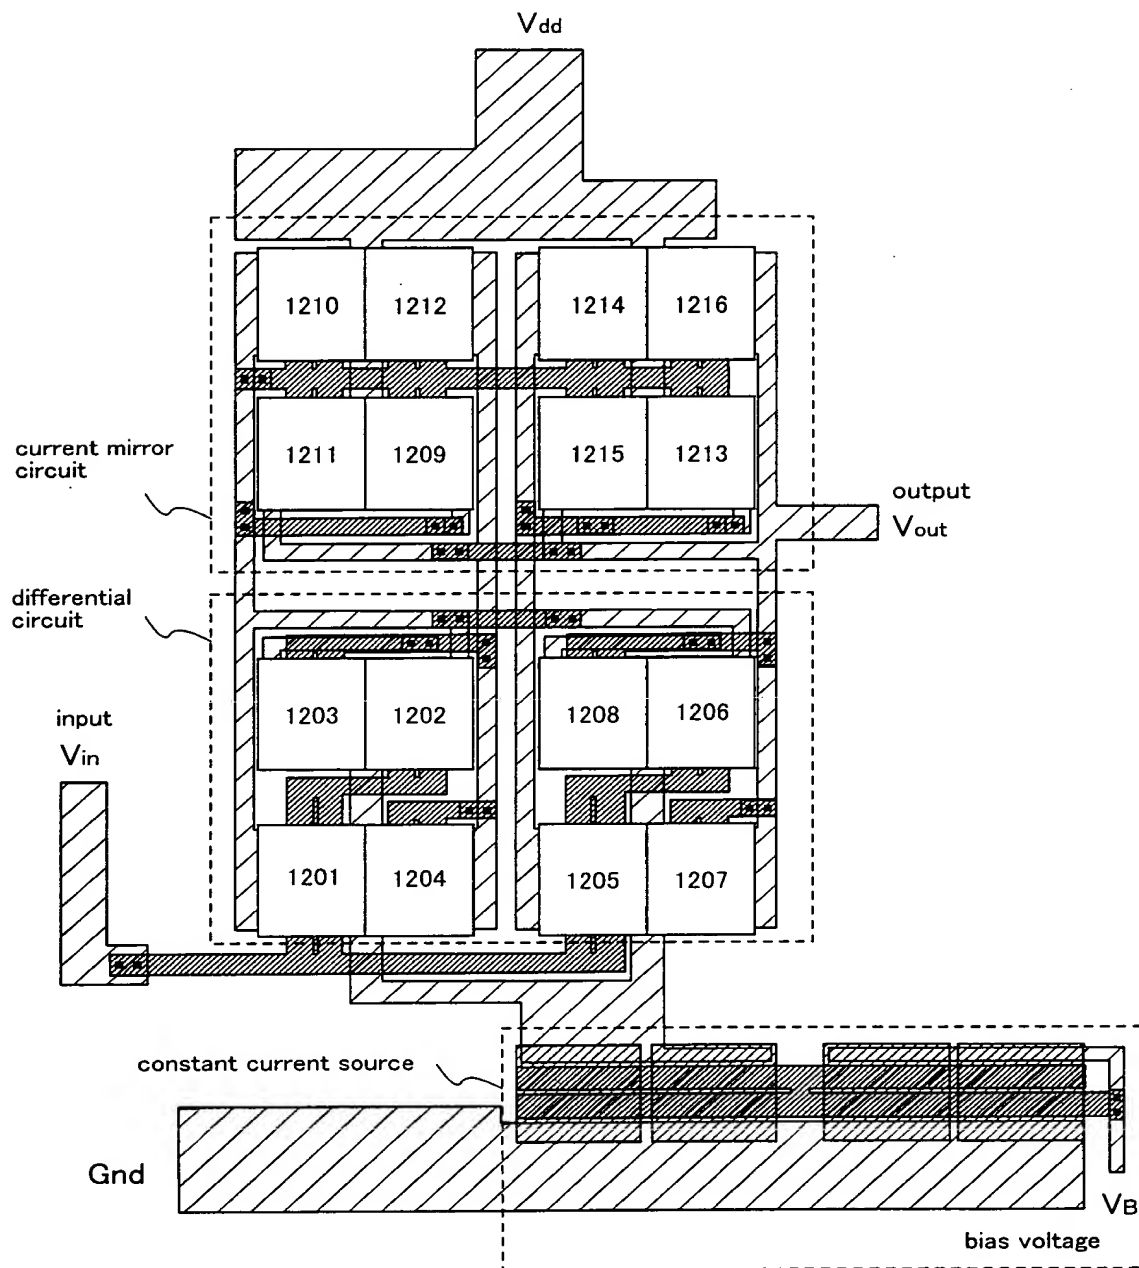 Vdd
1210 1212 1214 1216
1211 1209 1215 1213
current mirror
circuit
output
Vout
differential
circuit
1203 1202 1208 1206
input
Vin
1201 1204 1205 1207
constant current source
Gnd
VB
bias voltage